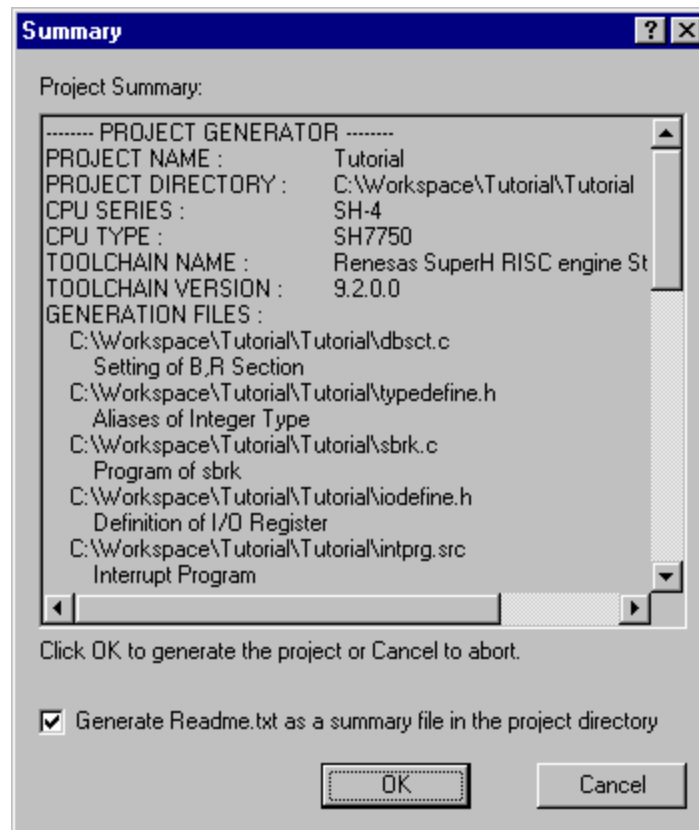 Summary
Project Summary:
-------- PROJECT GENERATOR --------
PROJECT NAME : Tutorial
PROJECT DIRECTORY : C:\Workspace\Tutorial\Tutorial
CPU SERIES : SH-4
CPU TYPE : SH7750
TOOLCHAIN NAME : Renesas SuperH RISC engine St
TOOLCHAIN VERSION : 9.2.0.0
GENERATION FILES :
C:\Workspace\Tutorial\Tutorial\dbsct.c
Setting of B,R Section
C:\Workspace\Tutorial\Tutorial\typedefine.h
Aliases of Integer Type
C:\Workspace\Tutorial\Tutorial\sbrk.c
Program of sbrk
C:\Workspace\Tutorial\Tutorial\iodefine.h
Definition of I/O Register
C:\Workspace\Tutorial\Tutorial\intprg.src
Interrupt Program
Click OK to generate the project or Cancel to abort.
Generate Readme.txt as a summary file in the project directory
OK Cancel